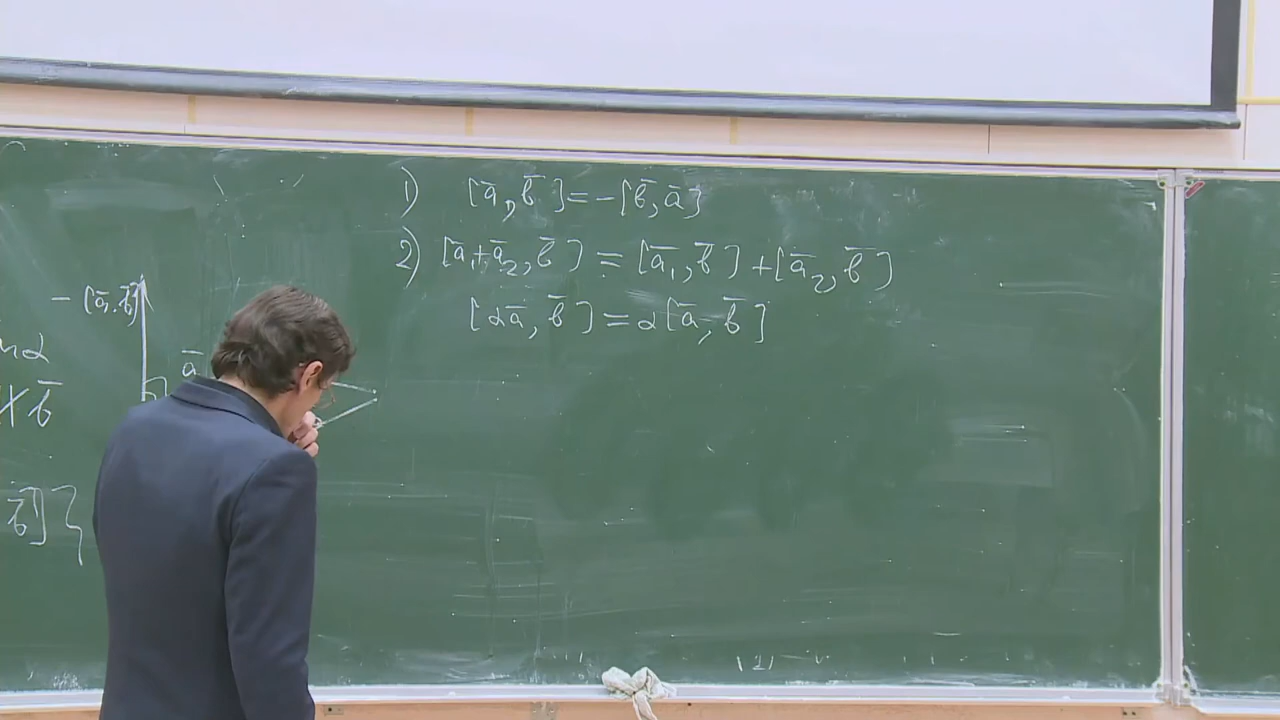 1) [ā, b̄] = -[b̄, ā]
2) [ā₁+ā₂, b̄] = [ā₁, b̄] + [ā₂, b̄]
[αā, b̄] = α[ā, b̄]
- [ā, b̄]
ā
× b̄
b̄]}